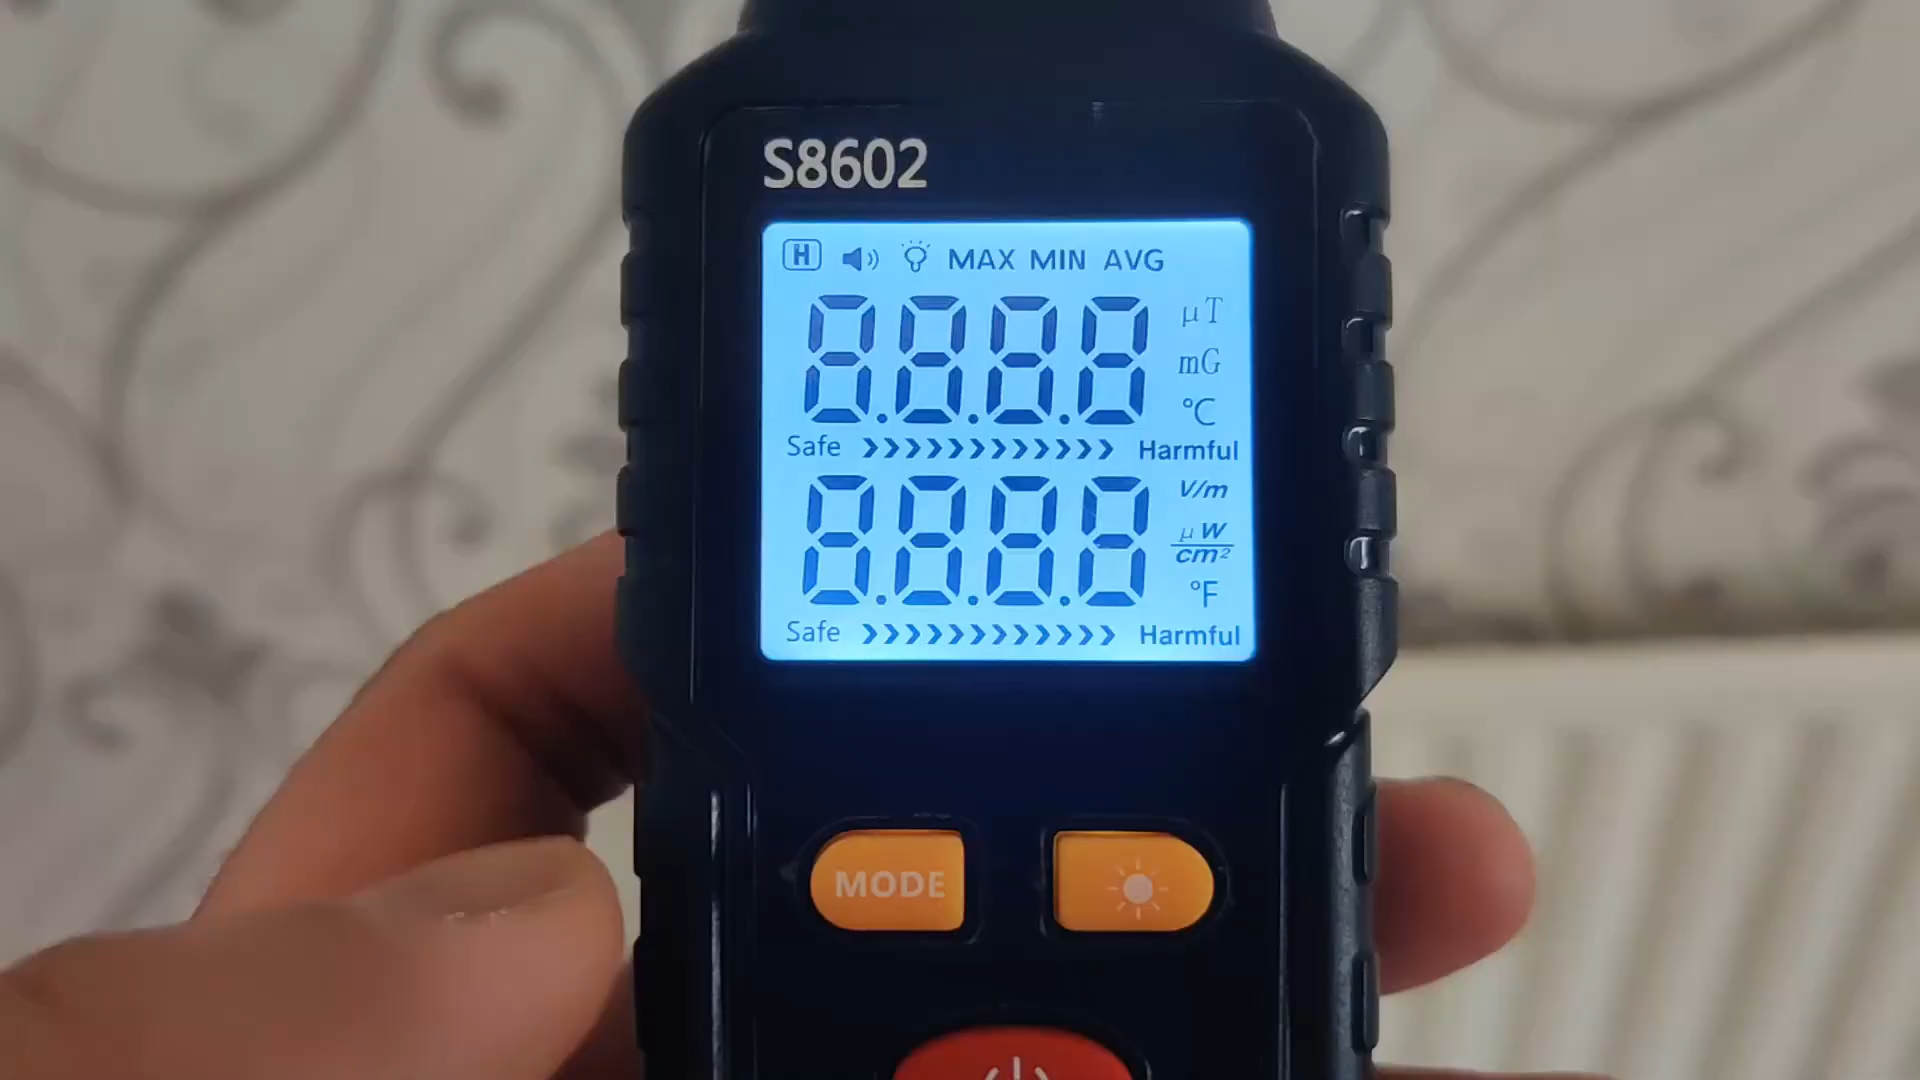 S8602
H MAX MIN AVG
8.8.8.8 µT
mG
°C
Safe Harmful
8.8.8.8 V/m
µW/cm²
°F
Safe Harmful
MODE